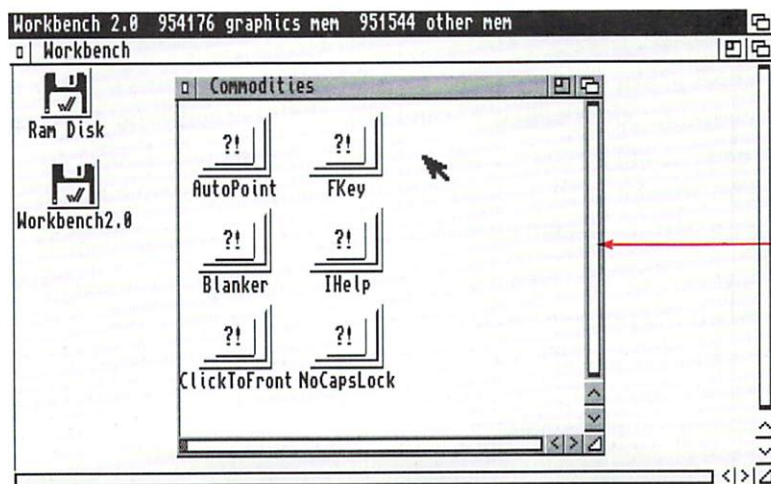 Workbench 2.0 954176 graphics mem 951544 other mem
Workbench
Ram Disk
Workbench2.0
Commodities
?! ?!
AutoPoint FKey
?! ?!
Blanker IHelp
?! ?!
ClickToFront NoCapsLock